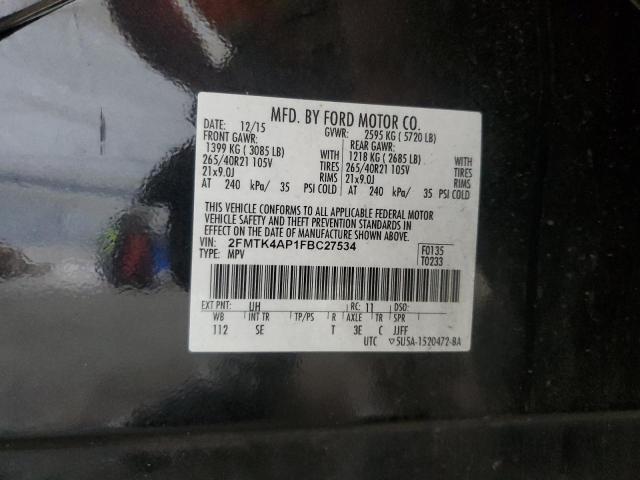 MFD. BY FORD MOTOR CO.
DATE: 12/15 GVWR: 2595 KG ( 5720 LB)
FRONT GAWR: REAR GAWR:
1399 KG ( 3085 LB) WITH 1218 KG ( 2685 LB) WITH
265/40R21 105V TIRES 265/40R21 105V TIRES
21x9.0J RIMS 21x9.0J RIMS
AT 240 kPa/ 35 PSI COLD AT 240 kPa/ 35 PSI COLD
THIS VEHICLE CONFORMS TO ALL APPLICABLE FEDERAL MOTOR
VEHICLE SAFETY AND THEFT PREVENTION STANDARDS IN
EFFECT ON THE DATE OF MANUFACTURE SHOWN ABOVE.
VIN: 2FMTK4AP1FBC27534 F0135
TYPE: MPV T0233
EXT PNT: UH RC: 11 DSO:
WB INT TR TP/PS R AXLE TR SPR
112 SE T 3E C JJFF
UTC ▽5USA-1520472-BA